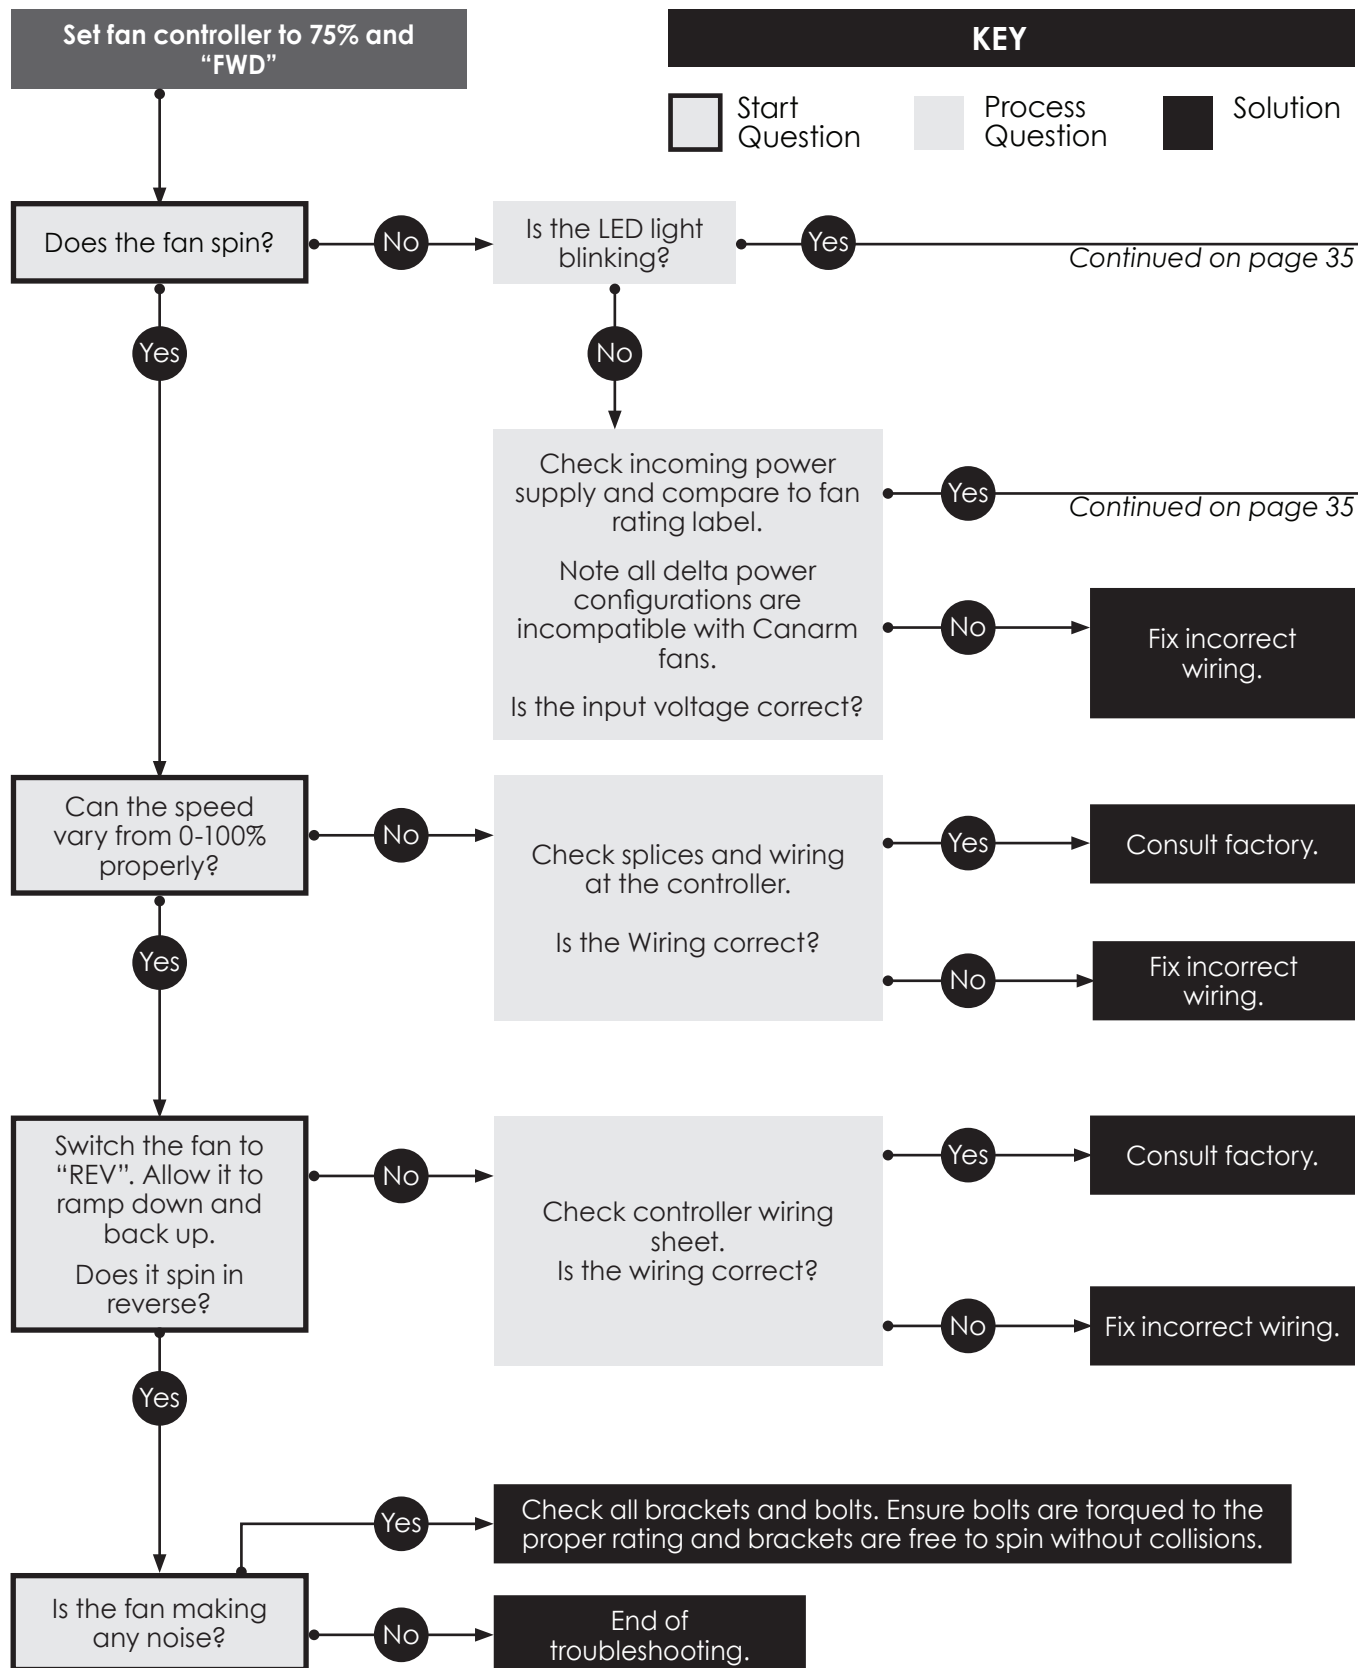 Set fan controller to 75% and
“FWD”
KEY
Start
Question
Process
Question
Solution
Does the fan spin?
No
Is the LED light
blinking?
Yes
Continued on page 35
Yes
No
Check incoming power
supply and compare to fan
rating label.
Note all delta power
configurations are
incompatible with Canarm
fans.
Is the input voltage correct?
Yes
Continued on page 35
No
Fix incorrect
wiring.
Can the speed
vary from 0-100%
properly?
No
Check splices and wiring
at the controller.
Is the Wiring correct?
Yes
Consult factory.
No
Fix incorrect
wiring.
Yes
Switch the fan to
“REV”. Allow it to
ramp down and
back up.
Does it spin in
reverse?
No
Check controller wiring
sheet.
Is the wiring correct?
Yes
Consult factory.
No
Fix incorrect wiring.
Yes
Is the fan making
any noise?
Yes
Check all brackets and bolts. Ensure bolts are torqued to the
proper rating and brackets are free to spin without collisions.
No
End of
troubleshooting.